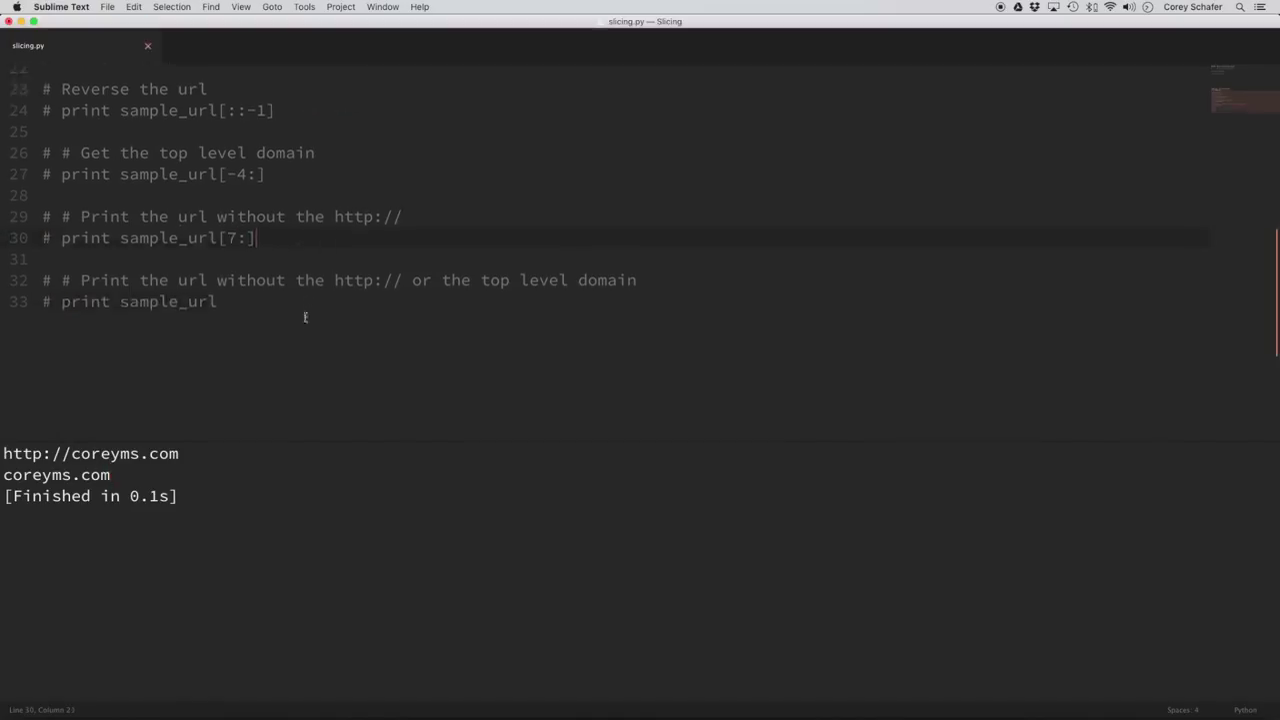 Sublime Text File Edit Selection Find View Goto Tools Project Window Help Corey Schafer
slicing.py — Slicing
slicing.py
22
23 # Reverse the url
24 # print sample_url[::-1]
25
26 # # Get the top level domain
27 # print sample_url[-4:]
28
29 # # Print the url without the http://
30 # print sample_url[7:]
31
32 # # Print the url without the http:// or the top level domain
33 # print sample_url
http://coreyms.com
coreyms.com
[Finished in 0.1s]
Line 30, Column 23 Spaces: 4 Python